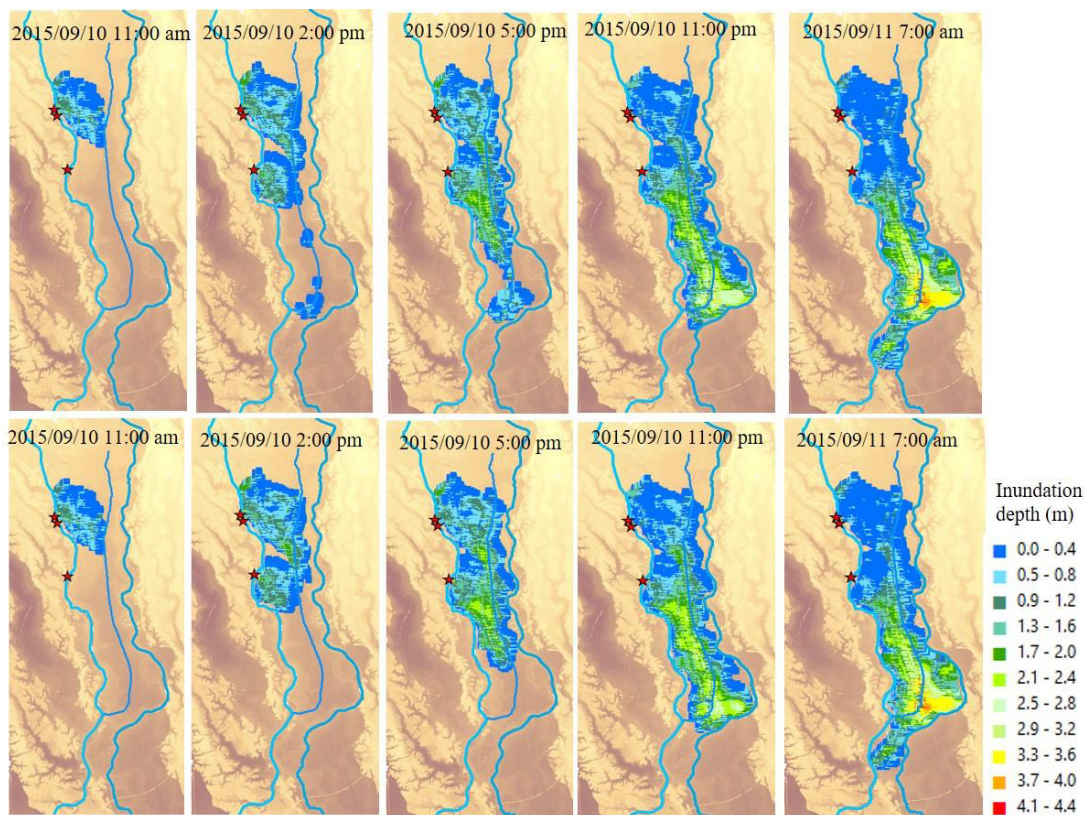 2015/09/10 11:00 am
2015/09/10 2:00 pm
2015/09/10 5:00 pm
2015/09/10 11:00 pm
2015/09/11 7:00 am
2015/09/10 11:00 am
2015/09/10 2:00 pm
2015/09/10 5:00 pm
2015/09/10 11:00 pm
2015/09/11 7:00 am
Inundation
depth (m)
0.0 - 0.4
0.5 - 0.8
0.9 - 1.2
1.3 - 1.6
1.7 - 2.0
2.1 - 2.4
2.5 - 2.8
2.9 - 3.2
3.3 - 3.6
3.7 - 4.0
4.1 - 4.4